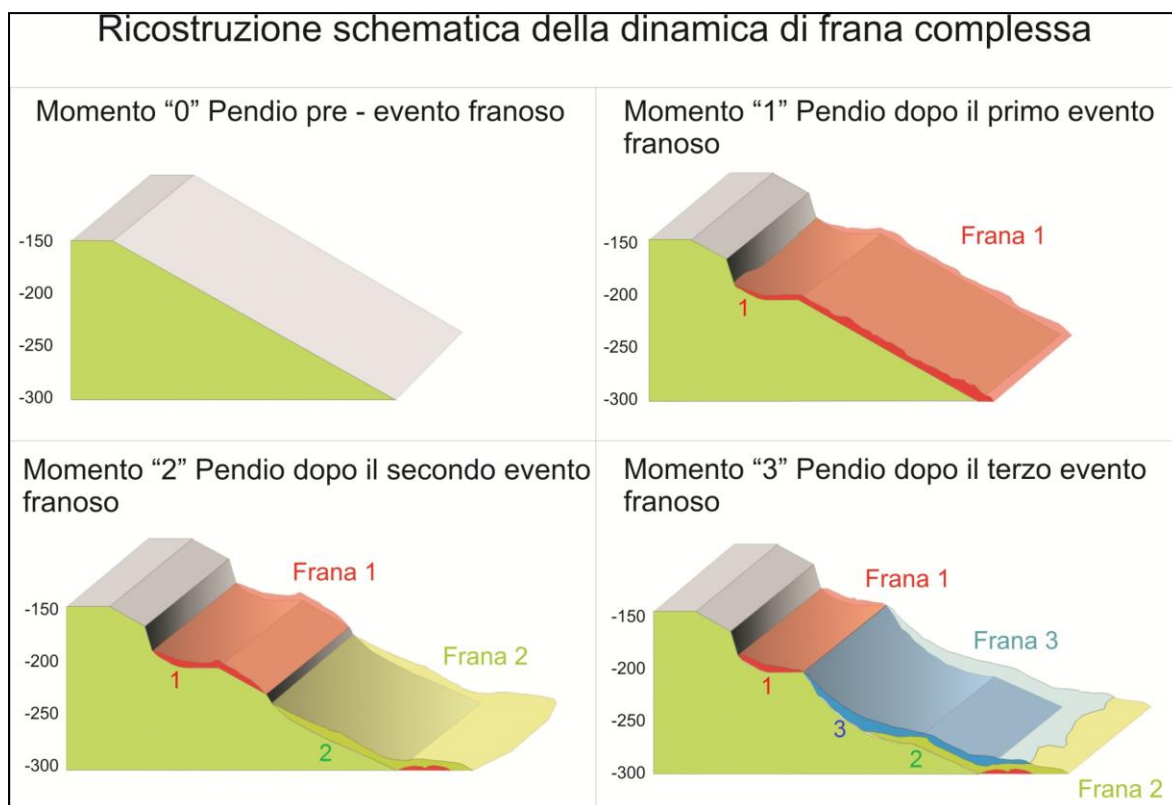 Ricostruzione schematica della dinamica di frana complessa
Momento “0” Pendio pre - evento franoso
-150
-200
-250
-300
Momento “1” Pendio dopo il primo evento
franoso
-150
-200
-250
-300
Frana 1
1
Momento “2” Pendio dopo il secondo evento
franoso
-150
-200
-250
-300
Frana 1
Frana 2
1
2
Momento “3” Pendio dopo il terzo evento
franoso
-150
-200
-250
-300
Frana 1
Frana 3
1
3
2
Frana 2